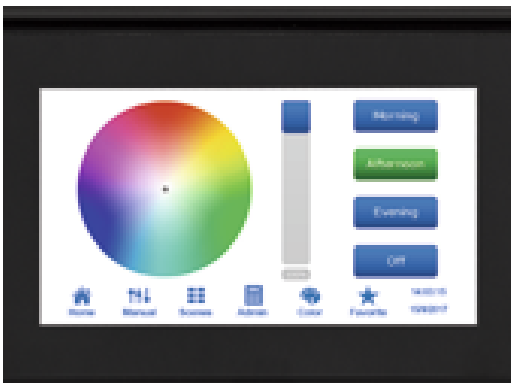 Morning
Afternoon
Evening
Off
Home Manual Scenes Admin Color Favorite